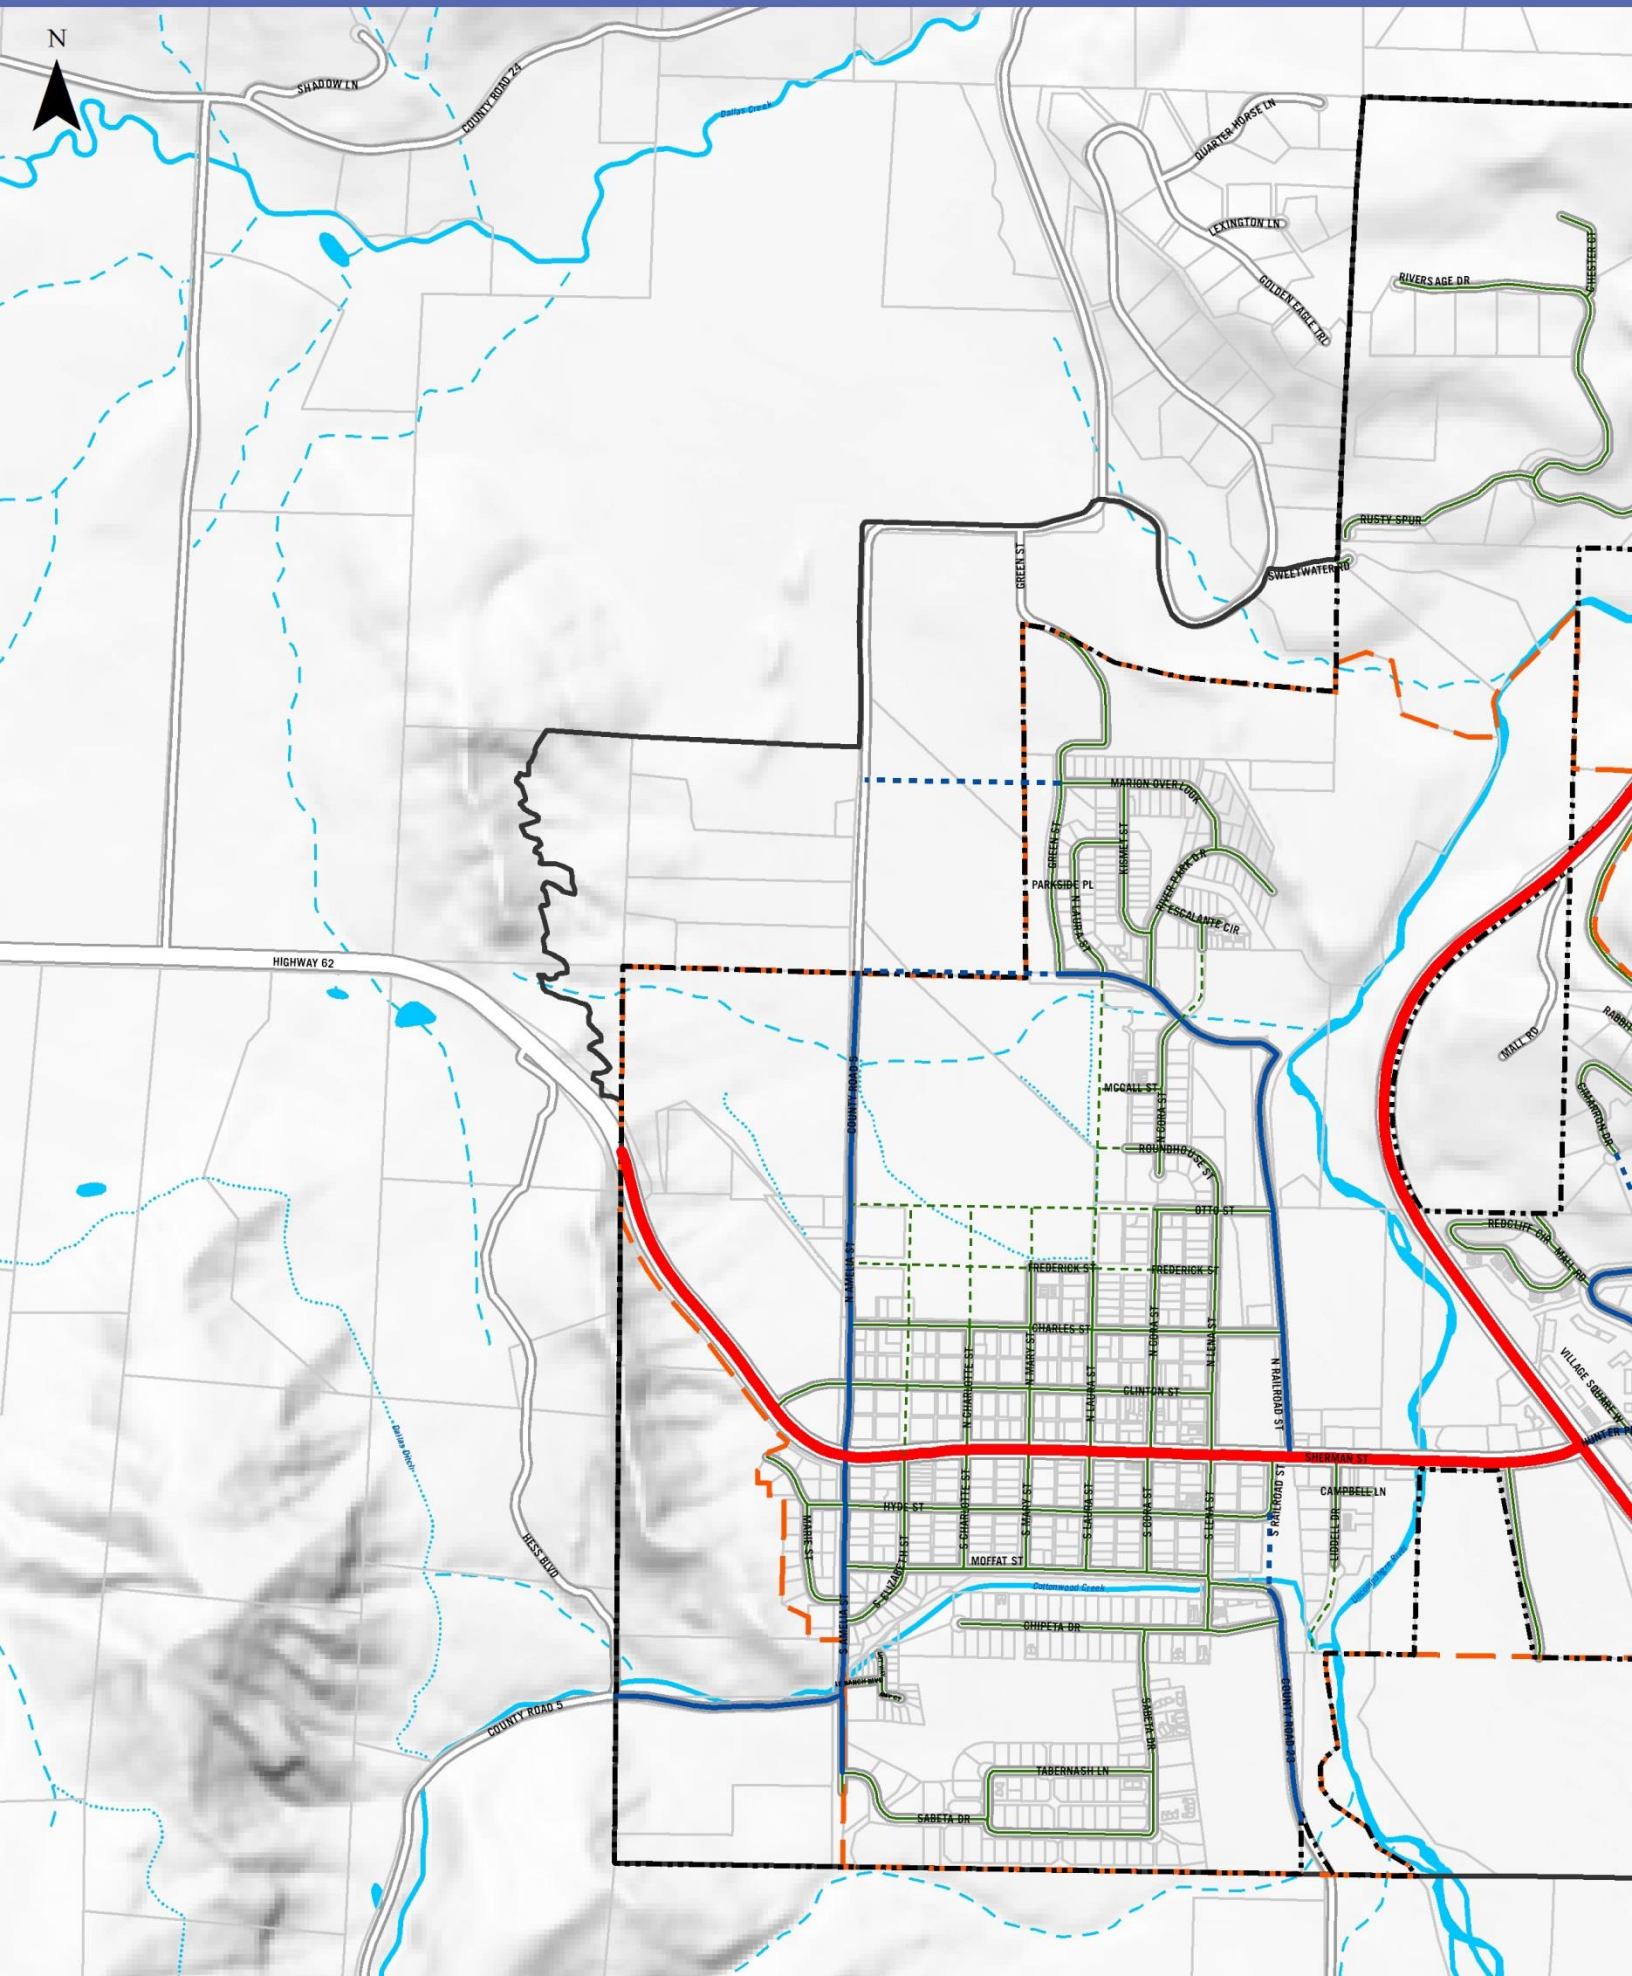 N
SHADOW LN
COUNTY ROAD 24
Dallas Creek
QUARTER HORSE LN
LEXINGTON LN
GOLDEN EAGLE TRL
RIVERSAGE DR
CHESTER CT
RUSTY SPUR
GREEN ST
SWEETWATER RD
MARION OVERLOOK
GREEN ST
KISMET ST
PARKSIDE PL
RIVER PARK DR
N LAURA ST
ESCALANTE CIR
HIGHWAY 62
MALL RD
COUNTY ROAD 5
MCCALL ST
N CORA ST
CIMARRON DR
ROUNDHOUSE ST
OTTO ST
REDCLIFF CIR
MALL RD
N AMELIA ST
FREDERICK ST
FREDERICK ST
CHARLES ST
N CHARLOTTE ST
N MARY ST
N LAURA ST
N CORA ST
N LENA ST
N RAILROAD ST
CLINTON ST
VILLAGE SQUARE W
Dallas Ditch
SHERMAN ST
CAMPBELL LN
HYDE ST
MARIE ST
S CHARLOTTE ST
S MARY ST
S LAURA ST
S CORA ST
S LENA ST
S RAILROAD ST
LIDDELL DR
HESS BLVD
MOFFAT ST
S ELIZABETH ST
Cottonwood Creek
Uncompahgre River
S AMELIA ST
CHIPETA DR
COUNTY ROAD 5
SABETA DR
COUNTY ROAD 23
TABERNASH LN
SABETA DR